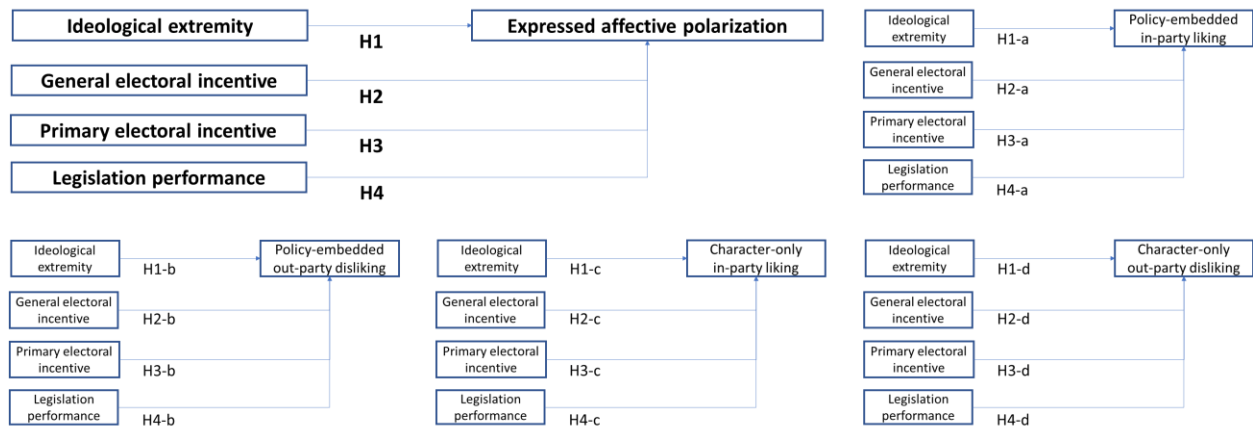 Ideological extremity
H1
Expressed affective polarization
General electoral incentive
H2
Primary electoral incentive
H3
Legislation performance
H4
Ideological
extremity
H1-a
Policy-embedded
in-party liking
General electoral
incentive
H2-a
Primary electoral
incentive
H3-a
Legislation
performance
H4-a
Ideological
extremity
H1-b
Policy-embedded
out-party disliking
General electoral
incentive
H2-b
Primary electoral
incentive
H3-b
Legislation
performance
H4-b
Ideological
extremity
H1-c
Character-only
in-party liking
General electoral
incentive
H2-c
Primary electoral
incentive
H3-c
Legislation
performance
H4-c
Ideological
extremity
H1-d
Character-only
out-party disliking
General electoral
incentive
H2-d
Primary electoral
incentive
H3-d
Legislation
performance
H4-d